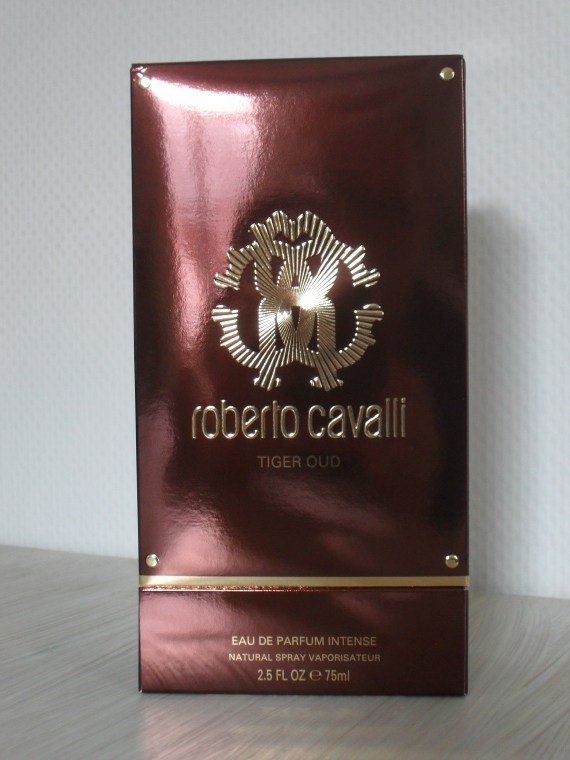 roberto cavalli
TIGER OUD
EAU DE PARFUM INTENSE
NATURAL SPRAY VAPORISATEUR
2.5 FL OZ ℮ 75ml